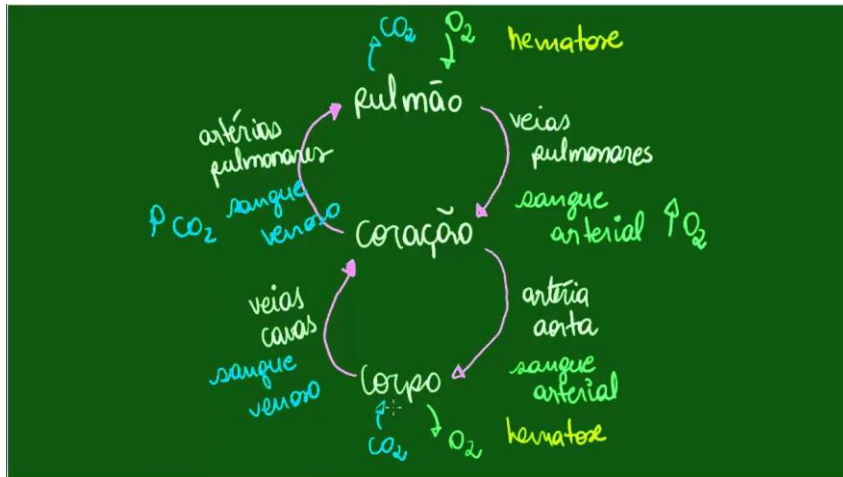 CO₂ O₂ hematose
pulmão
artérias
pulmonares
veias
pulmonares
↑CO₂ sangue
venoso
sangue
arterial ↑O₂
coração
veias
cavas
artéria
aorta
sangue
venoso
sangue
arterial
corpo
CO₂ O₂ hematose